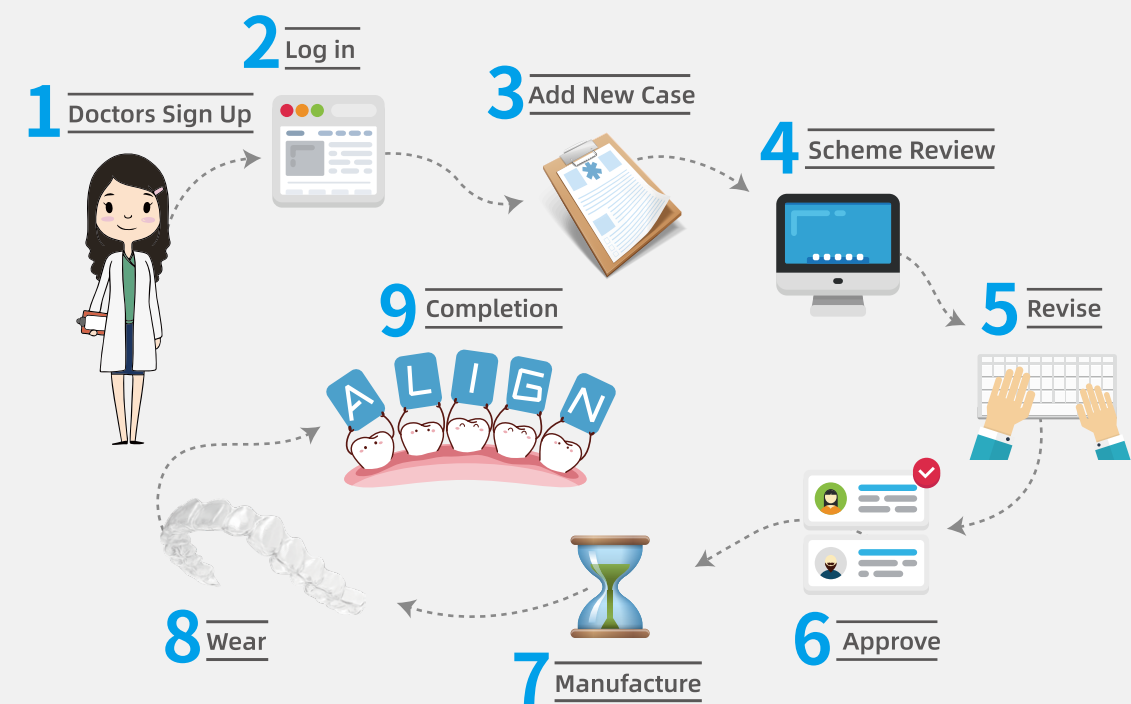 1 Doctors Sign Up
2 Log in
3 Add New Case
4 Scheme Review
5 Revise
6 Approve
7 Manufacture
8 Wear
9 Completion
A L I G N